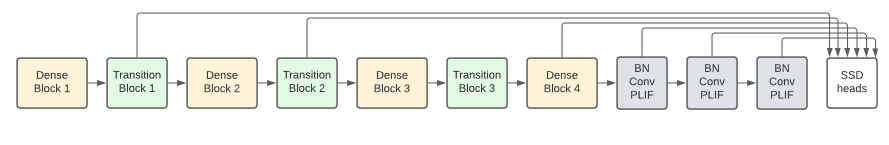 Dense
Block 1
Transition
Block 1
Dense
Block 2
Transition
Block 2
Dense
Block 3
Transition
Block 3
Dense
Block 4
BN
Conv
PLIF
BN
Conv
PLIF
BN
Conv
PLIF
SSD
heads